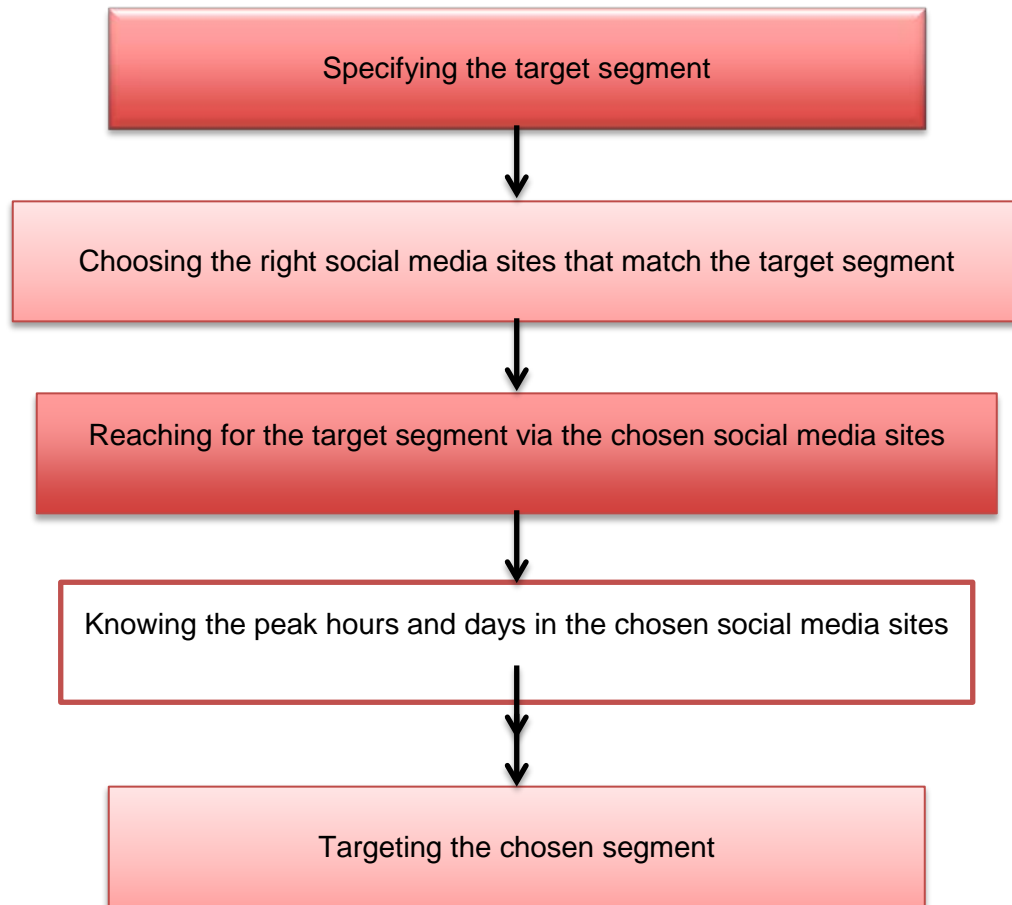 Specifying the target segment
Choosing the right social media sites that match the target segment
Reaching for the target segment via the chosen social media sites
Knowing the peak hours and days in the chosen social media sites
Targeting the chosen segment